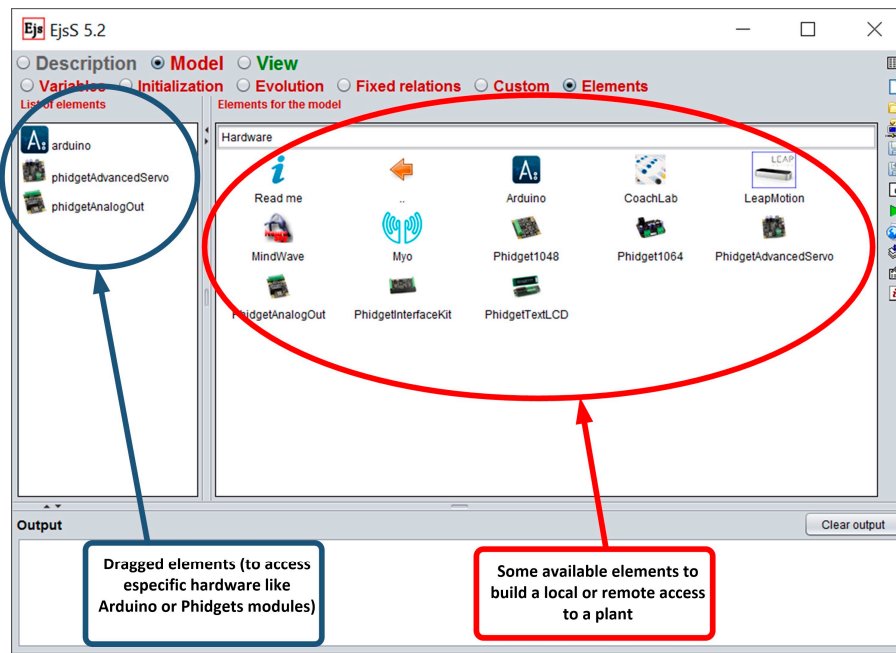 Ejs EjsS 5.2
Description Model View
Variables Initialization Evolution Fixed relations Custom Elements
List of elements
Elements for the model
arduino
phidgetAdvancedServo
phidgetAnalogOut
Hardware
Read me .. Arduino CoachLab LeapMotion
LEAP
MindWave Myo Phidget1048 Phidget1064 PhidgetAdvancedServo
PhidgetAnalogOut PhidgetInterfaceKit PhidgetTextLCD
Output
Clear output
Dragged elements (to access
especific hardware like
Arduino or Phidgets modules)
Some available elements to
build a local or remote access
to a plant